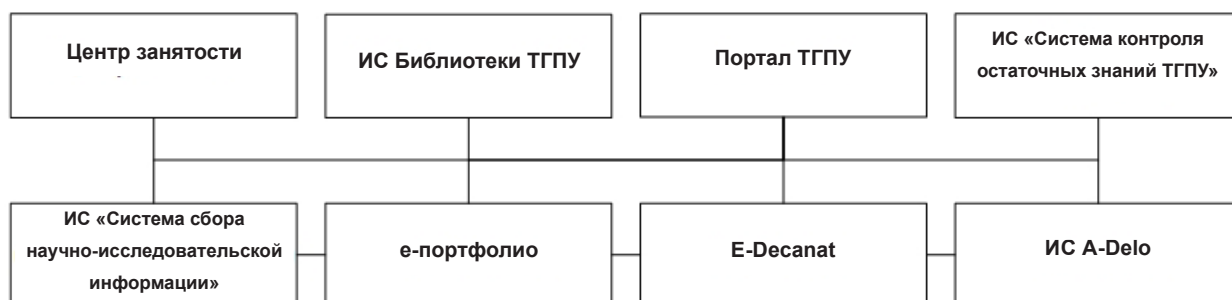 Центр занятости
ИС Библиотеки ТГПУ
Портал ТГПУ
ИС «Система контроля
остаточных знаний ТГПУ»
ИС «Система сбора
научно-исследовательской
информации»
е-портфолио
E-Decanat
ИС A-Delo